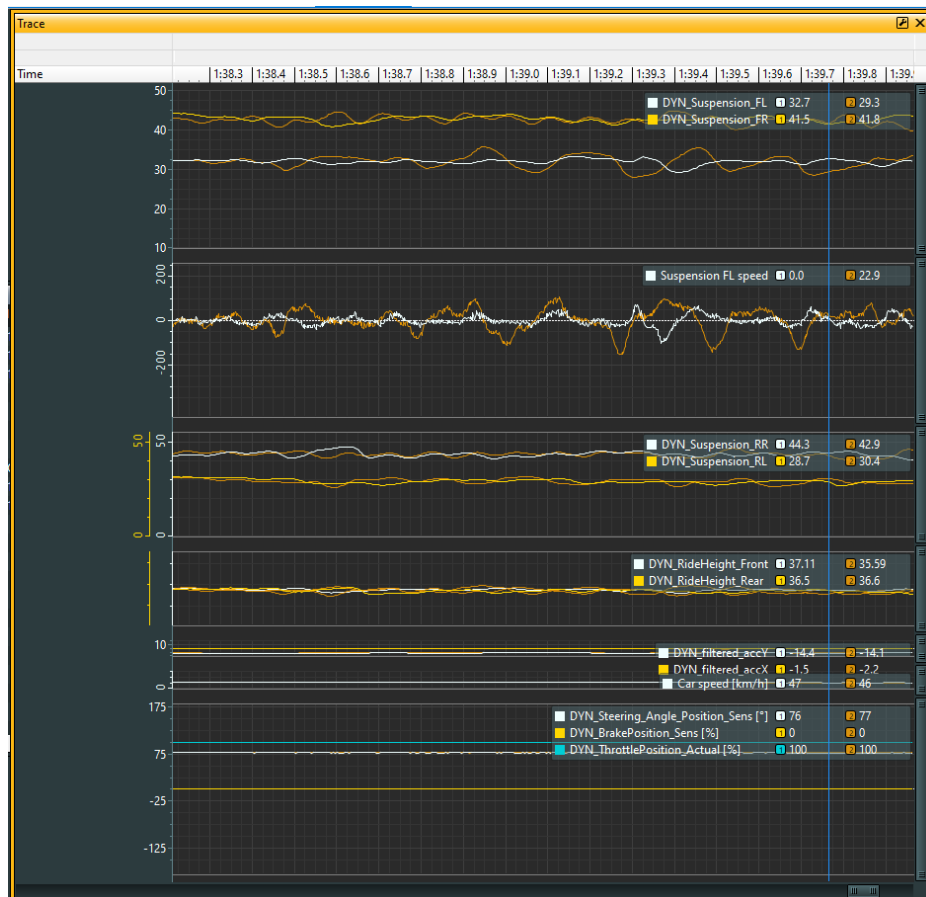 Trace
Time 1:38.3 1:38.4 1:38.5 1:38.6 1:38.7 1:38.8 1:38.9 1:39.0 1:39.1 1:39.2 1:39.3 1:39.4 1:39.5 1:39.6 1:39.7 1:39.8 1:39.
50
DYN_Suspension_FL 1 32.7 2 29.3
DYN_Suspension_FR 1 41.5 2 41.8
40
30
20
10
200
Suspension FL speed 1 0.0 2 22.9
0
-200
50 50
DYN_Suspension_RR 1 44.3 2 42.9
DYN_Suspension_RL 1 28.7 2 30.4
0 0
DYN_RideHeight_Front 1 37.11 2 35.59
DYN_RideHeight_Rear 1 36.5 2 36.6
10
DYN_filtered_accY 1 -14.4 2 -14.1
DYN_filtered_accX 1 -1.5 2 -2.2
0
Car speed [km/h] 1 47 2 46
175
DYN_Steering_Angle_Position_Sens [°] 1 76 2 77
DYN_BrakePosition_Sens [%] 1 0 2 0
DYN_ThrottlePosition_Actual [%] 1 100 2 100
75
-25
-125